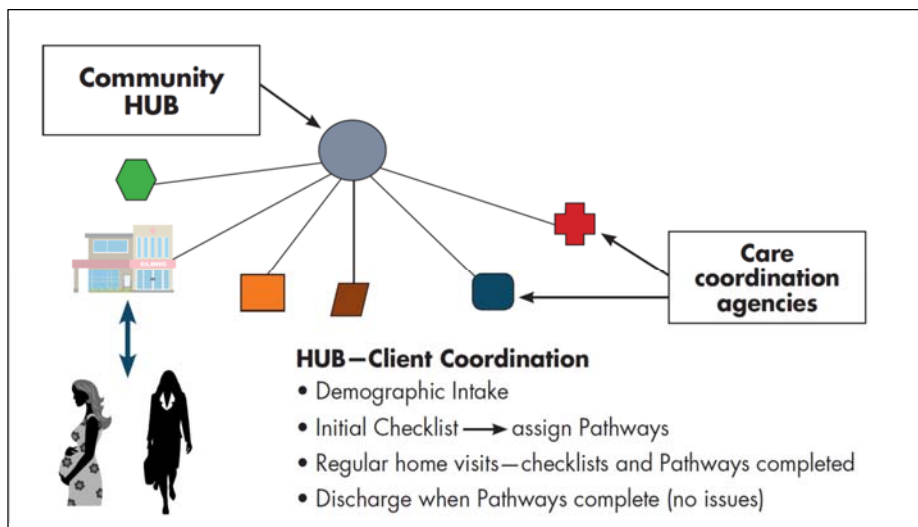 Community
HUB
CLINIC
Care
coordination
agencies
HUB—Client Coordination
• Demographic Intake
• Initial Checklist → assign Pathways
• Regular home visits—checklists and Pathways completed
• Discharge when Pathways complete (no issues)